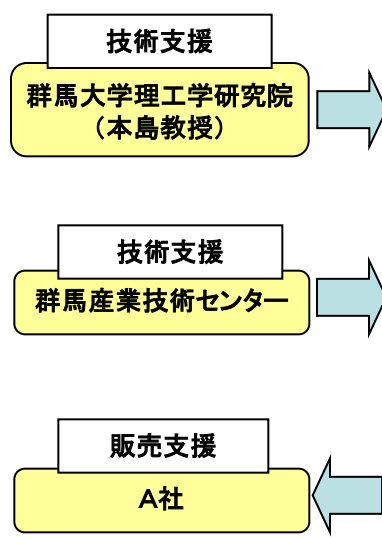 技術支援
群馬大学理工学研究院
（本島教授）
技術支援
群馬産業技術センター
販売支援
A社